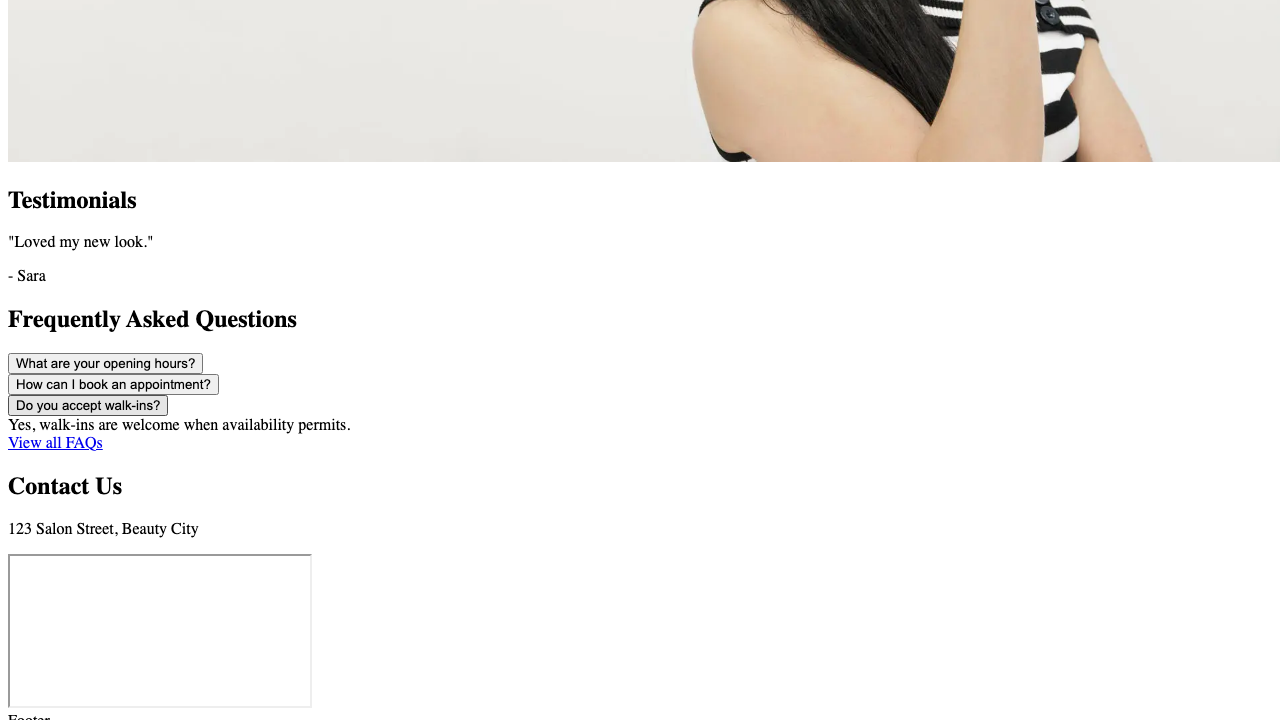 Testimonials
"Loved my new look."
- Sara
Frequently Asked Questions
What are your opening hours?
How can I book an appointment?
Do you accept walk-ins?
Yes, walk-ins are welcome when availability permits.
View all FAQs
Contact Us
123 Salon Street, Beauty City
Footer